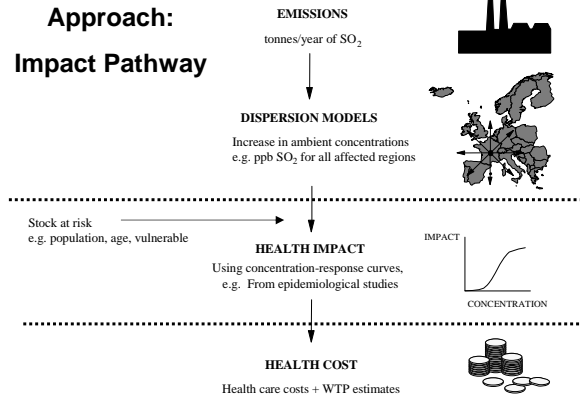 Approach:
Impact Pathway
EMISSIONS
tonnes/year of SO₂
DISPERSION MODELS
Increase in ambient concentrations
e.g. ppb SO₂ for all affected regions
Stock at risk
e.g. population, age, vulnerable
HEALTH IMPACT
Using concentration-response curves,
e.g. From epidemiological studies
IMPACT
CONCENTRATION
HEALTH COST
Health care costs + WTP estimates